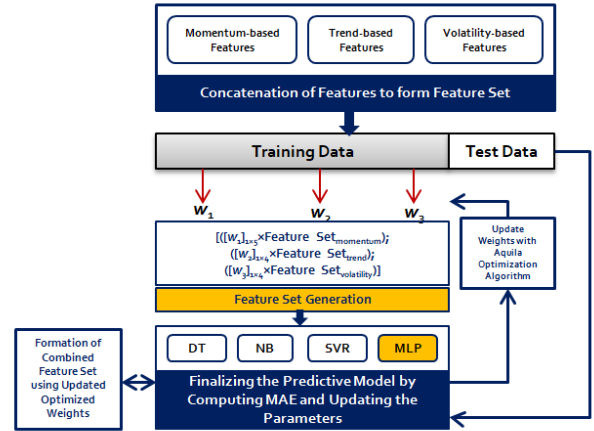 Momentum-based
Features
Trend-based
Features
Volatility-based
Features
Concatenation of Features to form Feature Set
Training Data
Test Data
w1
w2
w3
[([w1]1×5×Feature Setmomentum);
([w2]1×4×Feature Settrend);
([w3]1×4×Feature Setvolatility)]
Feature Set Generation
Update
Weights with
Aquila
Optimization
Algorithm
DT
NB
SVR
MLP
Finalizing the Predictive Model by
Computing MAE and Updating the
Parameters
Formation of
Combined
Feature Set
using Updated
Optimized
Weights